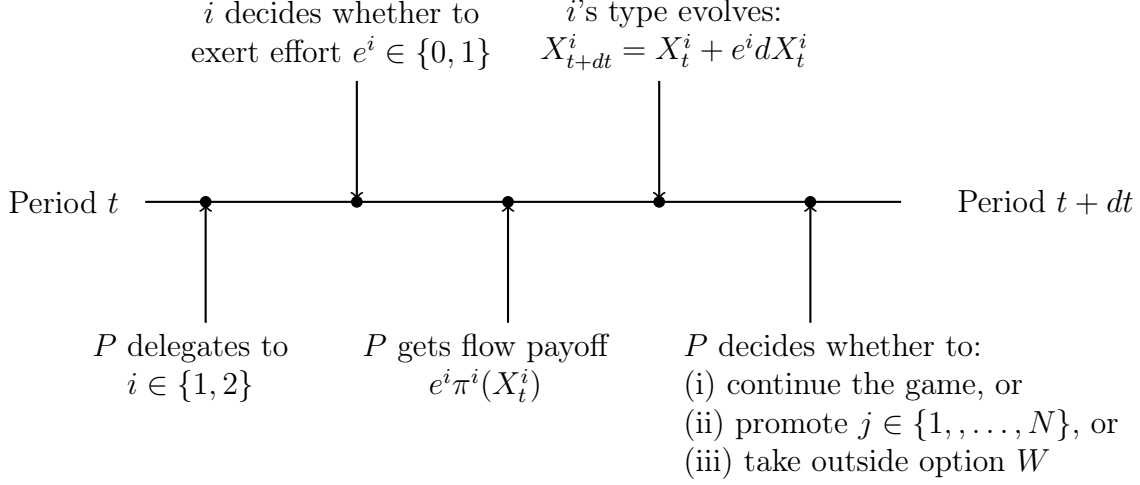 i decides whether to
exert effort e^i ∈ {0, 1}
i's type evolves:
X^i_{t+dt} = X^i_t + e^i dX^i_t
Period t
Period t + dt
P delegates to
i ∈ {1, 2}
P gets flow payoff
e^i π^i(X^i_t)
P decides whether to:
(i) continue the game, or
(ii) promote j ∈ {1, , . . . , N}, or
(iii) take outside option W